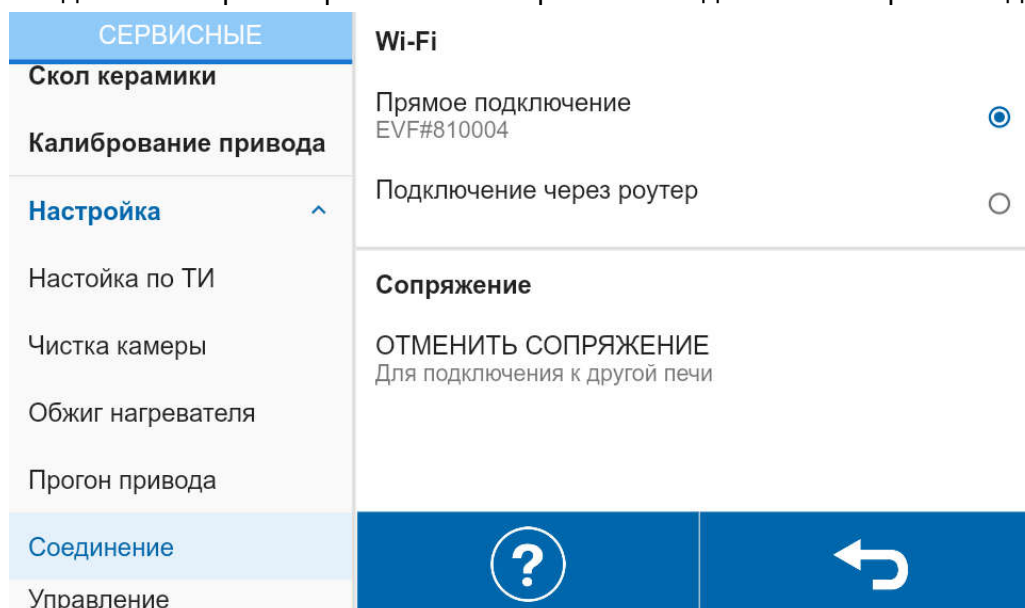 СЕРВИСНЫЕ
Скол керамики
Калибрование привода
Настройка
Настойка по ТИ
Чистка камеры
Обжиг нагревателя
Прогон привода
Соединение
Управление
Wi-Fi
Прямое подключение
EVF#810004
Подключение через роутер
Сопряжение
ОТМЕНИТЬ СОПРЯЖЕНИЕ
Для подключения к другой печи
?